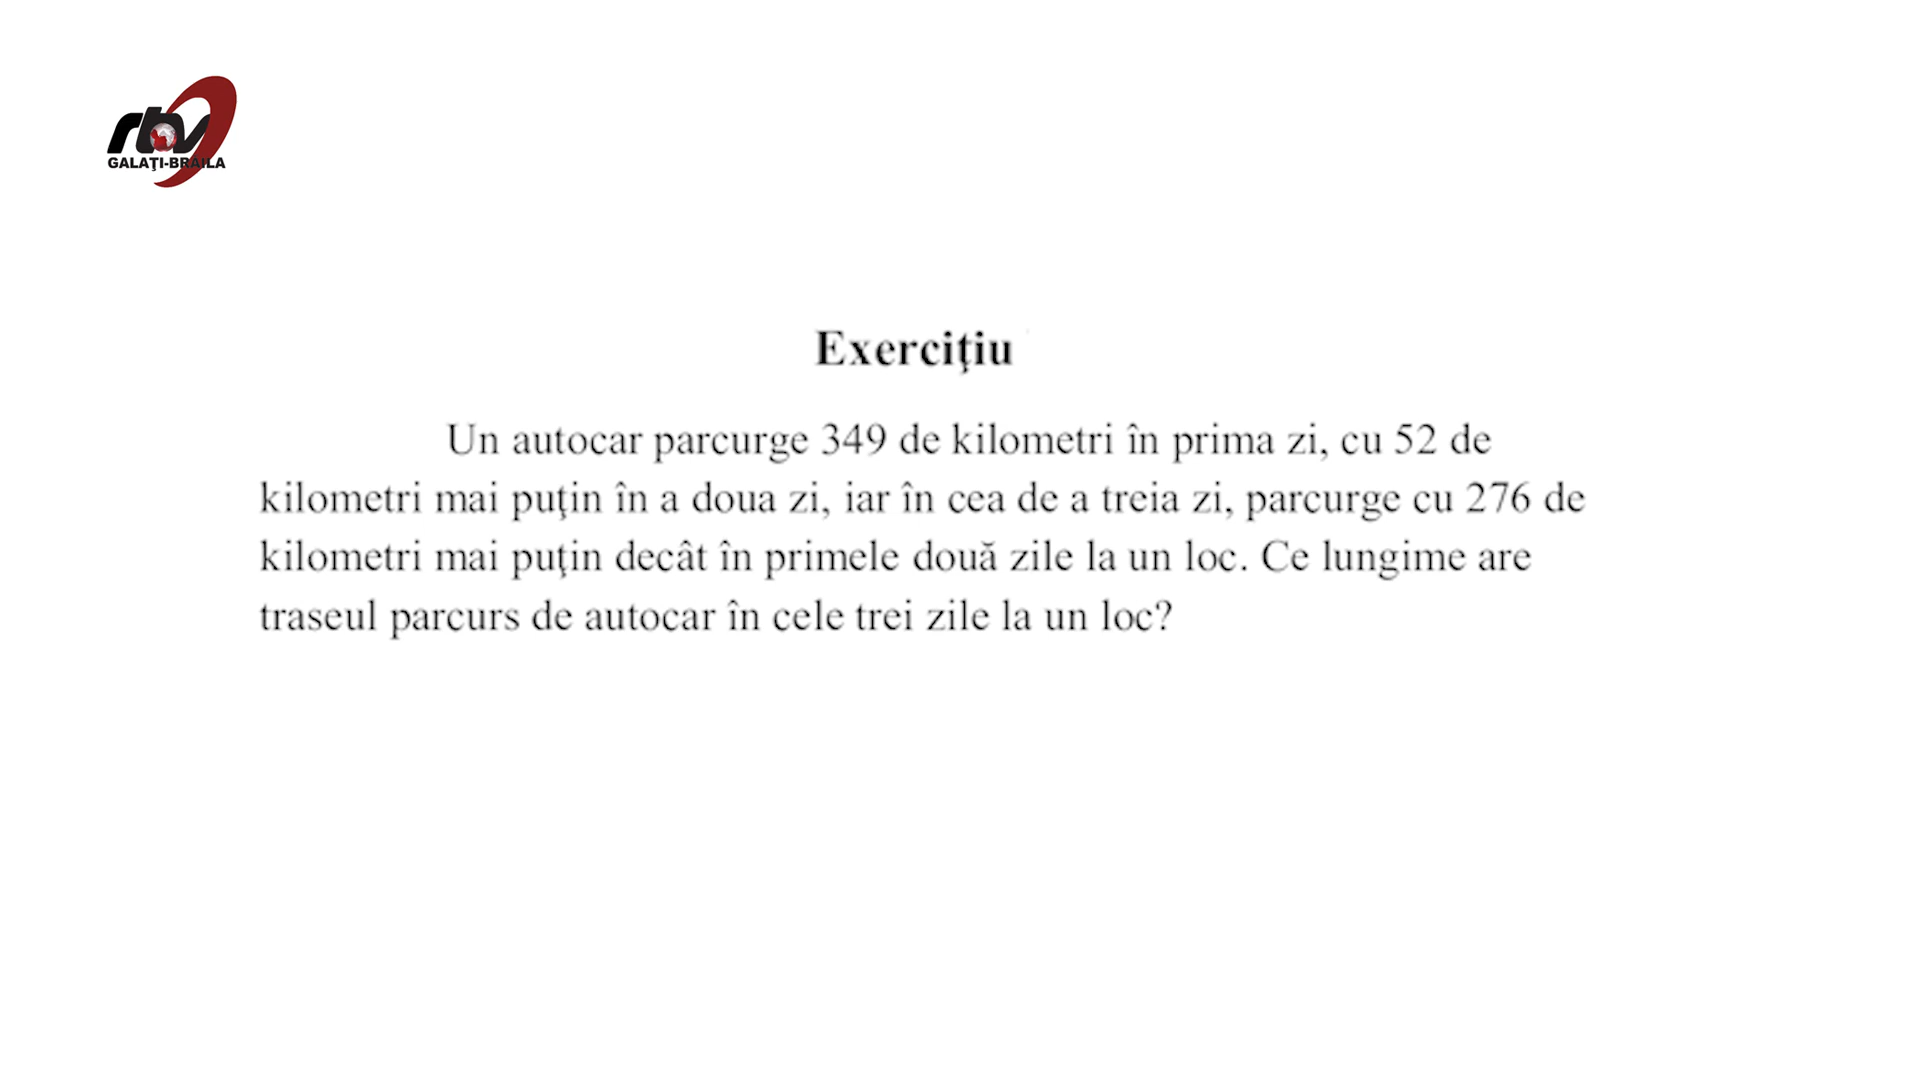 rtv
GALAŢI-BRĂILA
Exerciţiu
Un autocar parcurge 349 de kilometri în prima zi, cu 52 de
kilometri mai puţin în a doua zi, iar în cea de a treia zi, parcurge cu 276 de
kilometri mai puţin decât în primele două zile la un loc. Ce lungime are
traseul parcurs de autocar în cele trei zile la un loc?